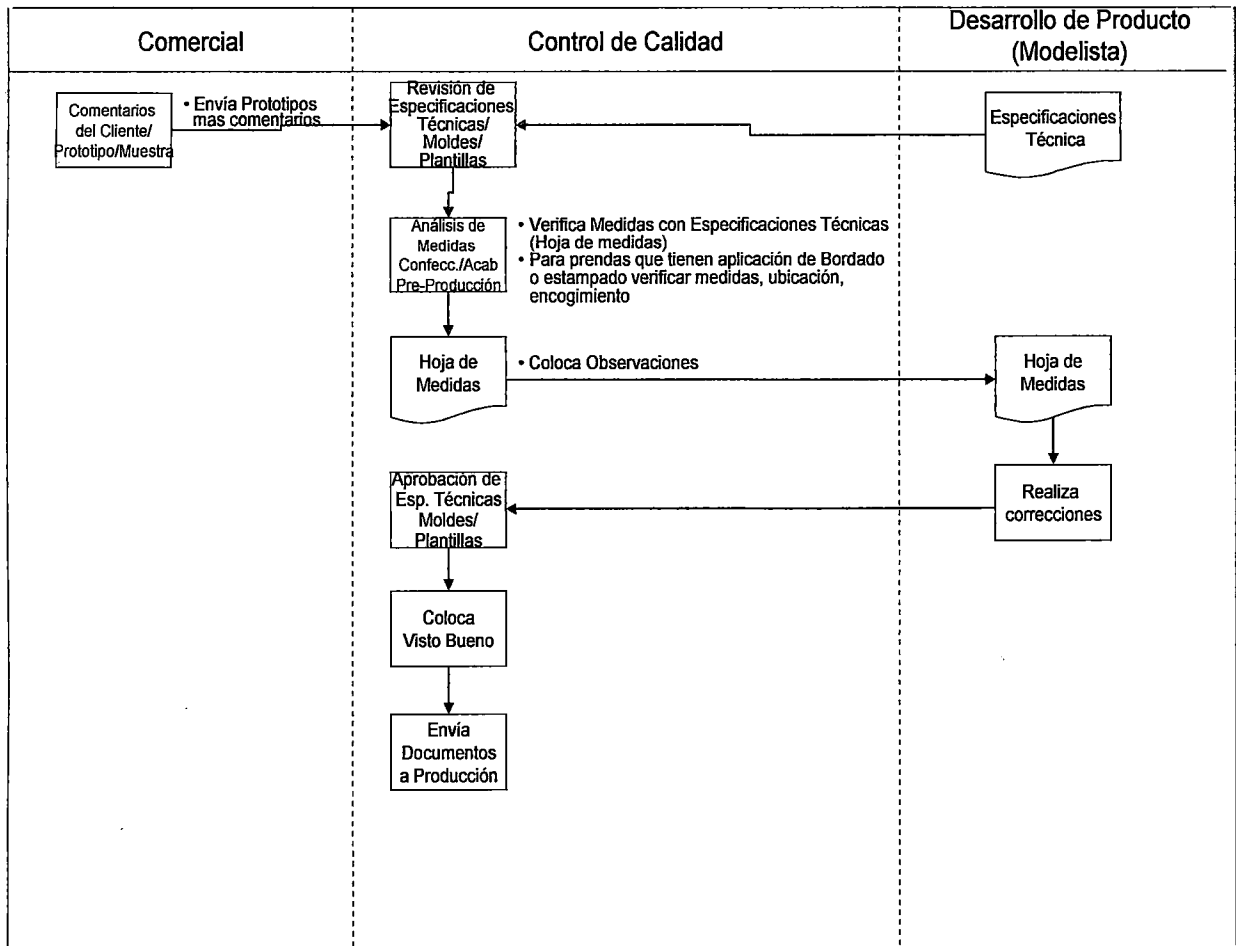 Comercial
Control de Calidad
Desarrollo de Producto
(Modelista)
Comentarios
del Cliente/
Prototipo/Muestra
• Envía Prototipos
mas comentarios
Revisión de
Especificaciones
Técnicas/
Moldes/
Plantillas
Especificaciones
Técnica
Análisis de
Medidas
Confecc./Acab
Pre-Producción
• Verifica Medidas con Especificaciones Técnicas
(Hoja de medidas)
• Para prendas que tienen aplicación de Bordado
o estampado verificar medidas, ubicación,
encogimiento
Hoja de
Medidas
• Coloca Observaciones
Hoja de
Medidas
Aprobación de
Esp. Técnicas
Moldes/
Plantillas
Realiza
correcciones
Coloca
Visto Bueno
Envía
Documentos
a Producción